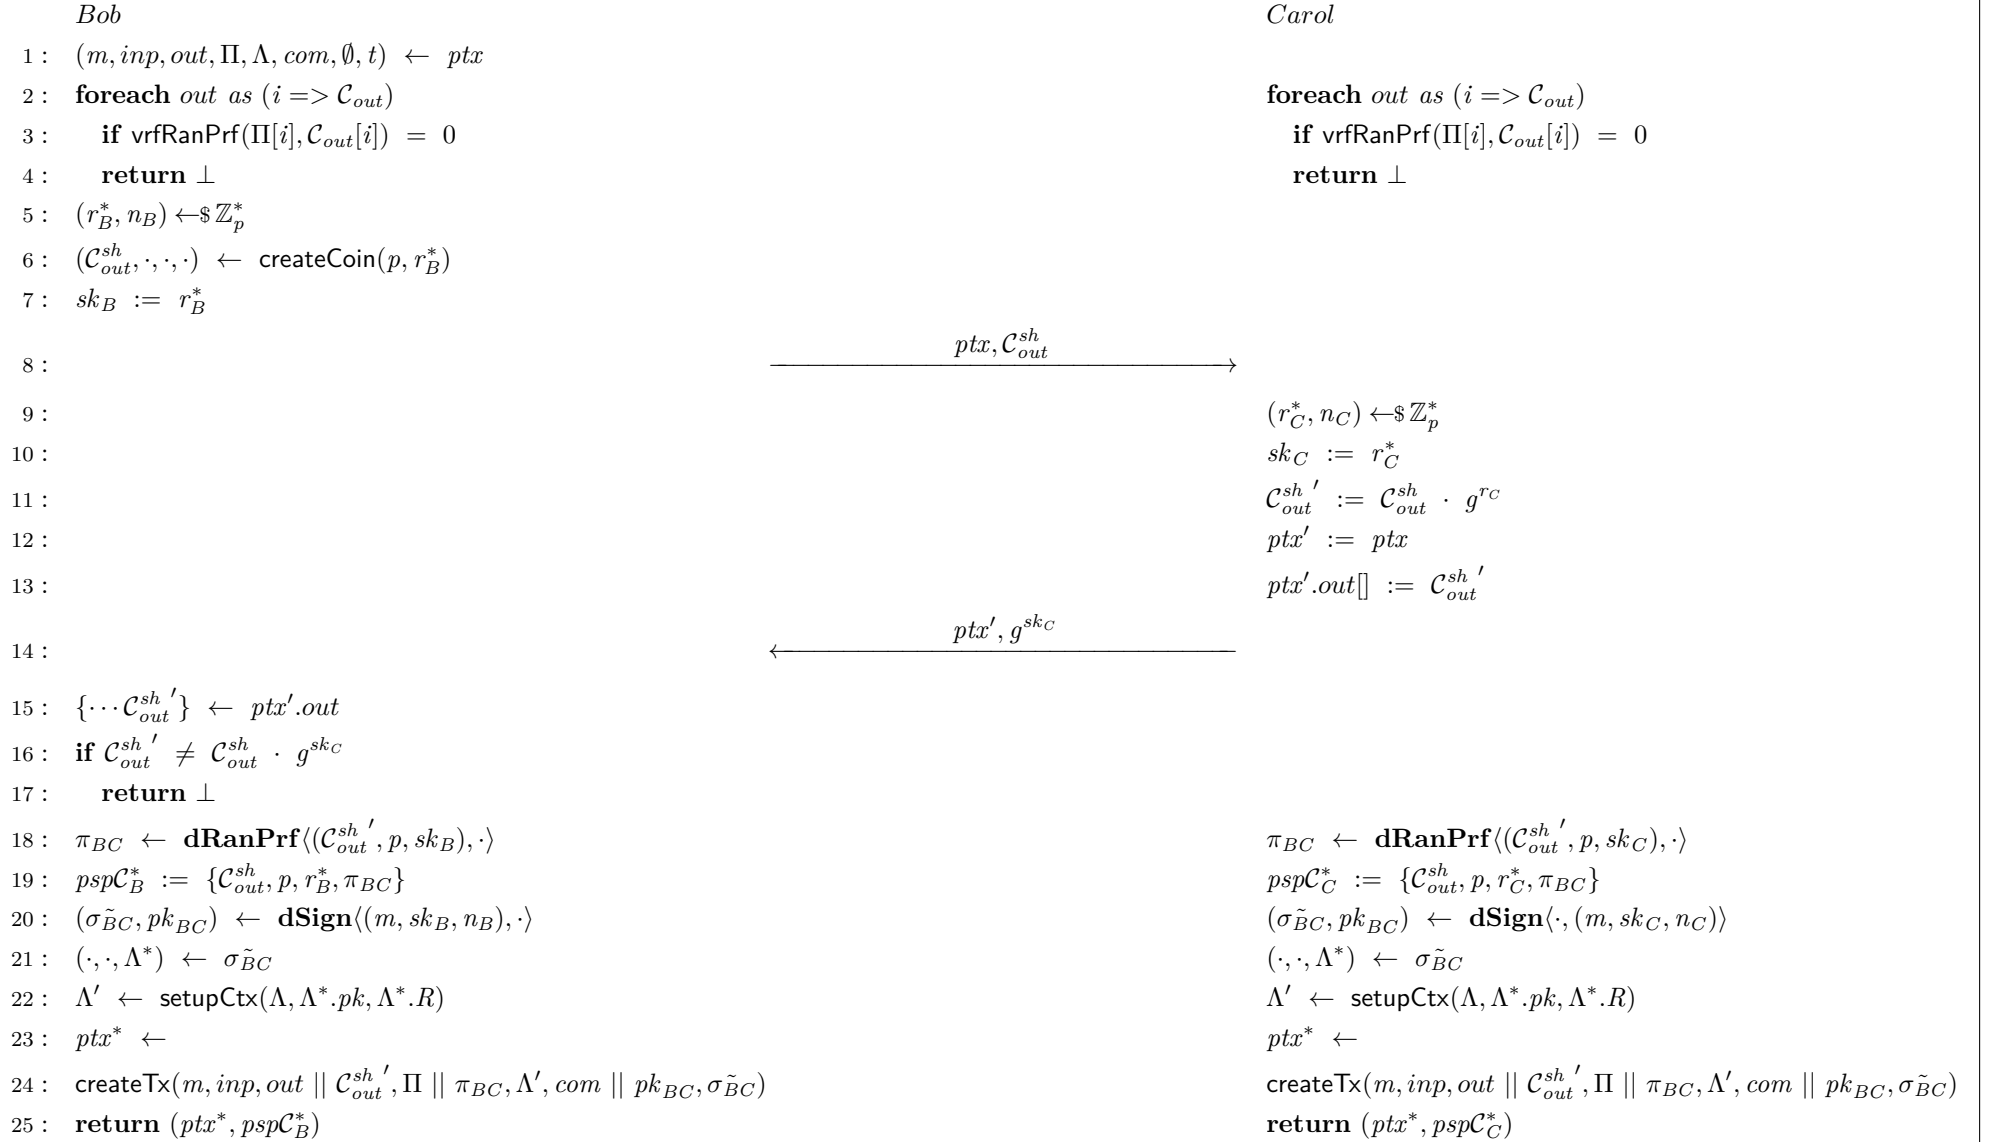 Bob Carol
1 : (m, inp, out, Π, Λ, com, ∅, t) ← ptx
2 : foreach out as (i => 𝒞_out) foreach out as (i => 𝒞_out)
3 : if vrfRanPrf(Π[i], 𝒞_out[i]) = 0 if vrfRanPrf(Π[i], 𝒞_out[i]) = 0
4 : return ⊥ return ⊥
5 : (r*_B, n_B) ←$ ℤ*_p
6 : (𝒞^sh_out, ·, ·, ·) ← createCoin(p, r*_B)
7 : sk_B := r*_B
8 : ptx, 𝒞^sh_out
9 : (r*_C, n_C) ←$ ℤ*_p
10 : sk_C := r*_C
11 : 𝒞^sh_out′ := 𝒞^sh_out · g^{r_C}
12 : ptx′ := ptx
13 : ptx′.out[] := 𝒞^sh_out′
14 : ptx′, g^{sk_C}
15 : {··· 𝒞^sh_out′} ← ptx′.out
16 : if 𝒞^sh_out′ ≠ 𝒞^sh_out · g^{sk_C}
17 : return ⊥
18 : π_BC ← dRanPrf⟨(𝒞^sh_out′, p, sk_B), ·⟩ π_BC ← dRanPrf⟨(𝒞^sh_out′, p, sk_C), ·⟩
19 : psp𝒞*_B := {𝒞^sh_out, p, r*_B, π_BC} psp𝒞*_C := {𝒞^sh_out, p, r*_C, π_BC}
20 : (σ_B̃C, pk_BC) ← dSign⟨(m, sk_B, n_B), ·⟩ (σ_B̃C, pk_BC) ← dSign⟨·, (m, sk_C, n_C)⟩
21 : (·, ·, Λ*) ← σ_B̃C (·, ·, Λ*) ← σ_B̃C
22 : Λ′ ← setupCtx(Λ, Λ*.pk, Λ*.R) Λ′ ← setupCtx(Λ, Λ*.pk, Λ*.R)
23 : ptx* ← ptx* ←
24 : createTx(m, inp, out || 𝒞^sh_out′, Π || π_BC, Λ′, com || pk_BC, σ_B̃C) createTx(m, inp, out || 𝒞^sh_out′, Π || π_BC, Λ′, com || pk_BC, σ_B̃C)
25 : return (ptx*, psp𝒞*_B) return (ptx*, psp𝒞*_C)